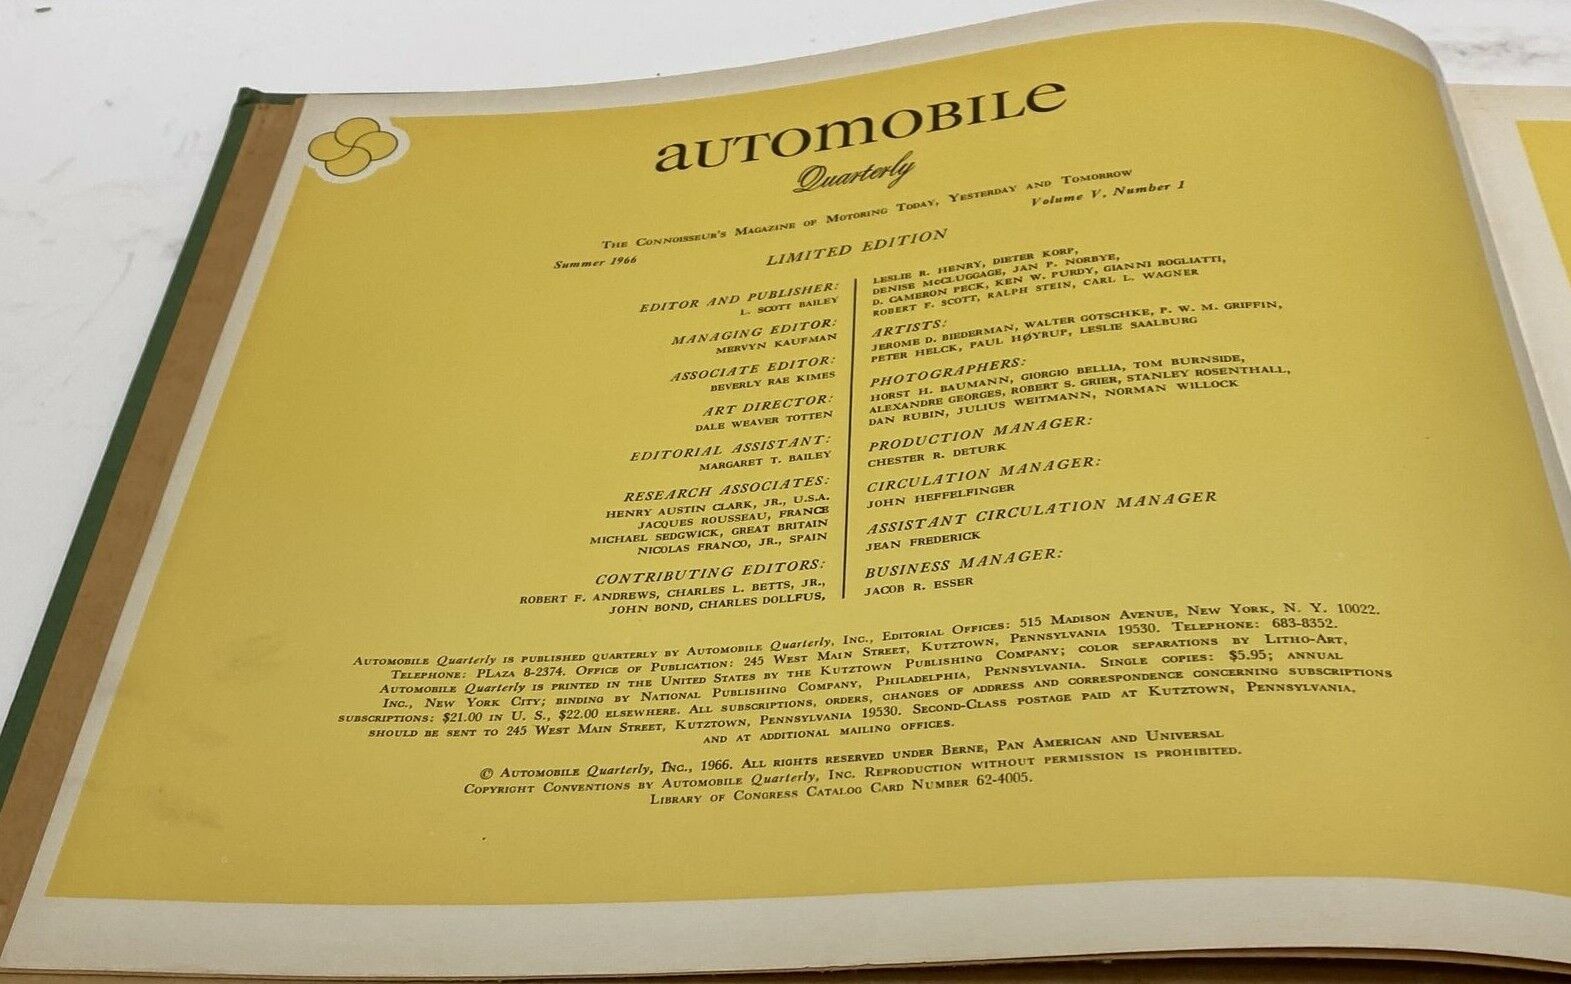 automobile
Quarterly
The Connoisseur's Magazine of Motoring Today, Yesterday and Tomorrow
Summer 1966
Volume V, Number 1
LIMITED EDITION
EDITOR AND PUBLISHER:
L. SCOTT BAILEY
MANAGING EDITOR:
MERVYN KAUFMAN
ASSOCIATE EDITOR:
BEVERLY RAE KIMES
ART DIRECTOR:
DALE WEAVER TOTTEN
EDITORIAL ASSISTANT:
MARGARET T. BAILEY
RESEARCH ASSOCIATES:
HENRY AUSTIN CLARK, JR., U.S.A.
JACQUES ROUSSEAU, FRANCE
MICHAEL SEDGWICK, GREAT BRITAIN
NICOLAS FRANCO, JR., SPAIN
CONTRIBUTING EDITORS:
ROBERT F. ANDREWS, CHARLES L. BETTS, JR.,
JOHN BOND, CHARLES DOLLFUS,
LESLIE R. HENRY, DIETER KORP,
DENISE McCLUGGAGE, JAN P. NORBYE,
D. CAMERON PECK, KEN W. PURDY, GIANNI ROGLIATTI,
ROBERT F. SCOTT, RALPH STEIN, CARL L. WAGNER
ARTISTS:
JEROME D. BIEDERMAN, WALTER GOTSCHKE, P. W. M. GRIFFIN,
PETER HELCK, PAUL HØYRUP, LESLIE SAALBURG
PHOTOGRAPHERS:
HORST H. BAUMANN, GIORGIO BELLIA, TOM BURNSIDE,
ALEXANDRE GEORGES, ROBERT S. GRIER, STANLEY ROSENTHALL,
DAN RUBIN, JULIUS WEITMANN, NORMAN WILLOCK
PRODUCTION MANAGER:
CHESTER R. DETURK
CIRCULATION MANAGER:
JOHN HEFFELFINGER
ASSISTANT CIRCULATION MANAGER
JEAN FREDERICK
BUSINESS MANAGER:
JACOB R. ESSER
Automobile Quarterly is published quarterly by Automobile Quarterly, Inc., Editorial Offices: 515 Madison Avenue, New York, N. Y. 10022.
Telephone: PLaza 8-2374. Office of Publication: 245 West Main Street, Kutztown, Pennsylvania 19530. Telephone: 683-8352.
Automobile Quarterly is printed in the United States by the Kutztown Publishing Company; color separations by Litho-Art,
Inc., New York City; binding by National Publishing Company, Philadelphia, Pennsylvania. Single copies: $5.95; annual
subscriptions: $21.00 in U. S., $22.00 elsewhere. All subscriptions, orders, changes of address and correspondence concerning subscriptions
should be sent to 245 West Main Street, Kutztown, Pennsylvania 19530. Second-Class postage paid at Kutztown, Pennsylvania,
and at additional mailing offices.
© Automobile Quarterly, Inc., 1966. All rights reserved under Berne, Pan American and Universal
Copyright Conventions by Automobile Quarterly, Inc. Reproduction without permission is prohibited.
Library of Congress Catalog Card Number 62-4005.